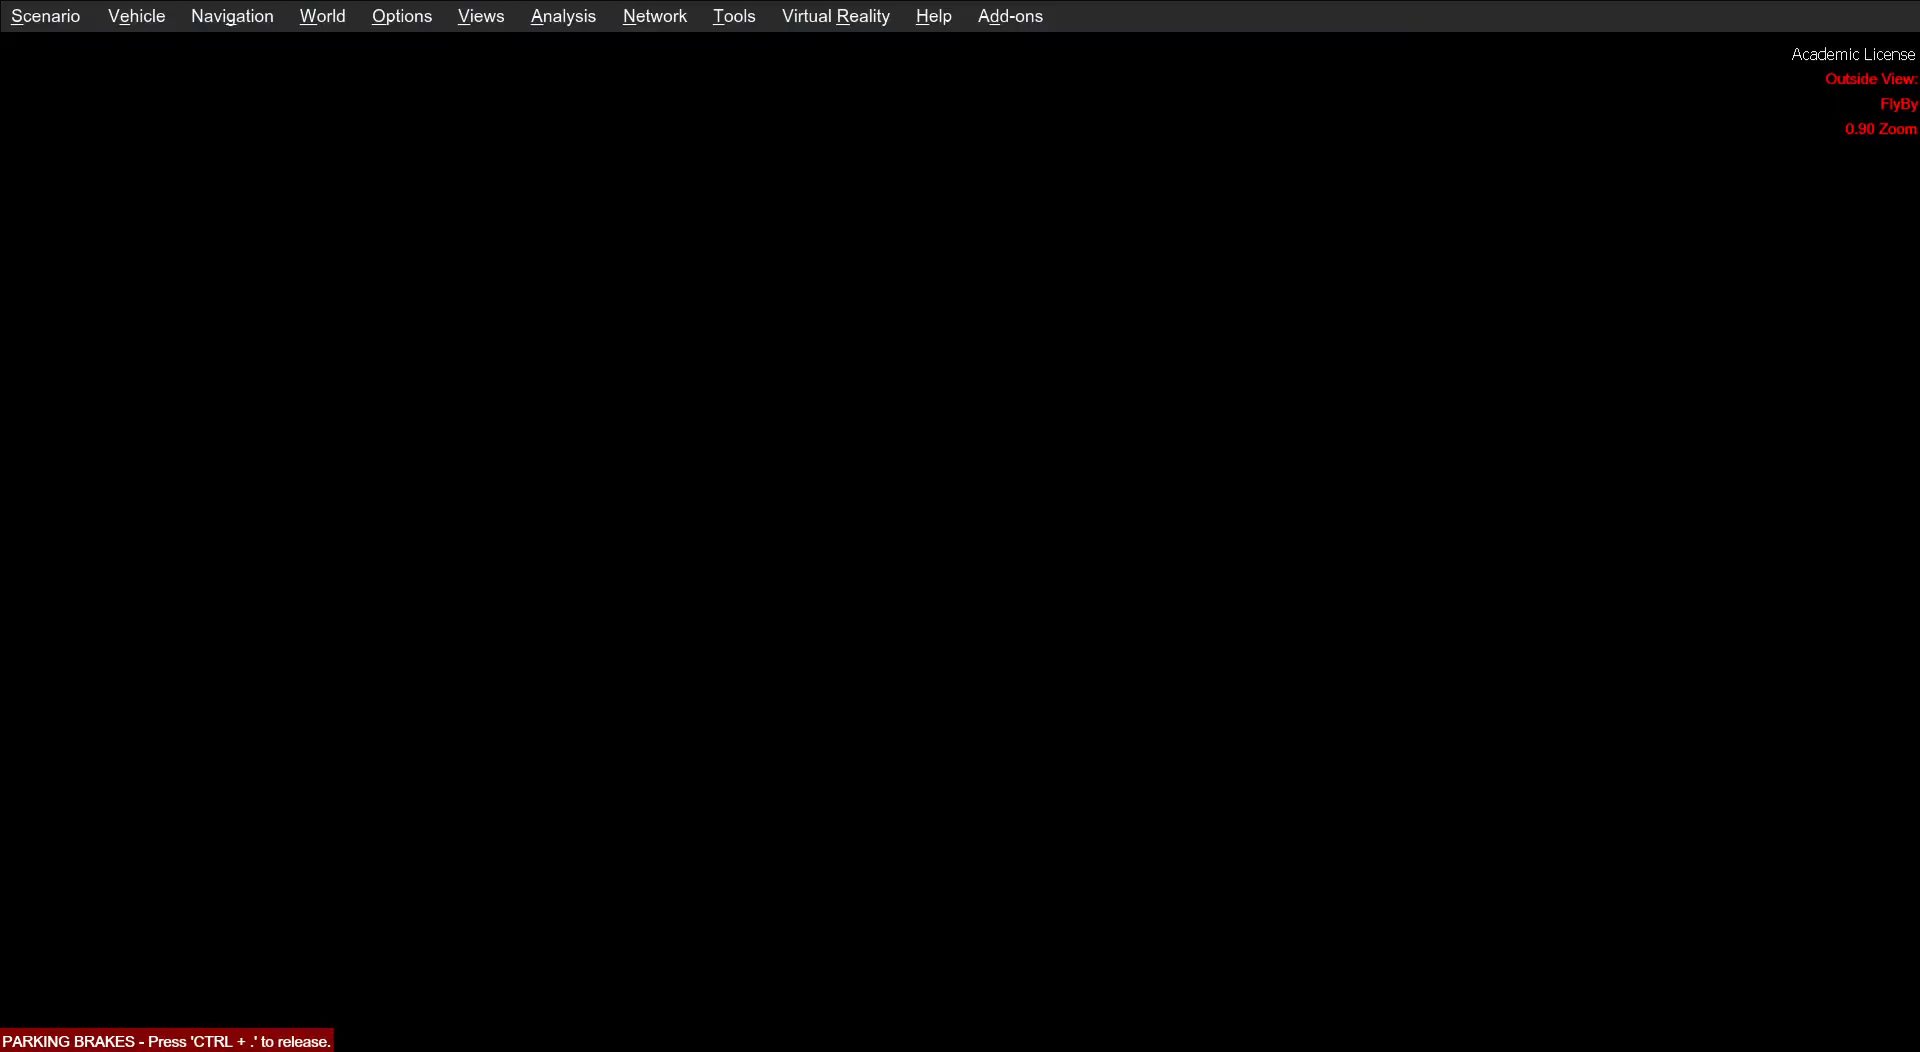 Scenario Vehicle Navigation World Options Views Analysis Network Tools Virtual Reality Help Add-ons
Academic License
Outside View:
FlyBy
0.90 Zoom
PARKING BRAKES - Press 'CTRL + .' to release.